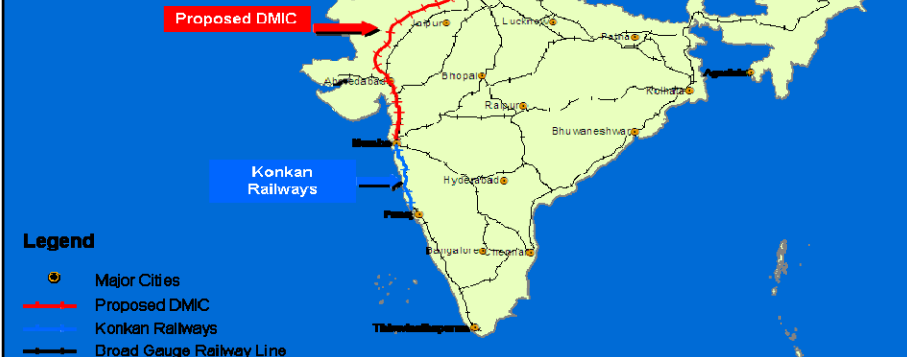 Proposed DMIC
Jaipur
Lucknow
Patna
Ahmedabad
Bhopal
Agartala
Kolkata
Raipur
Bhuwaneshwar
Mumbai
Konkan
Railways
Hyderabad
Panaji
Legend
Bangalore
Chennai
Major Cities
Proposed DMIC
Konkan Railways
Broad Gauge Railway Line